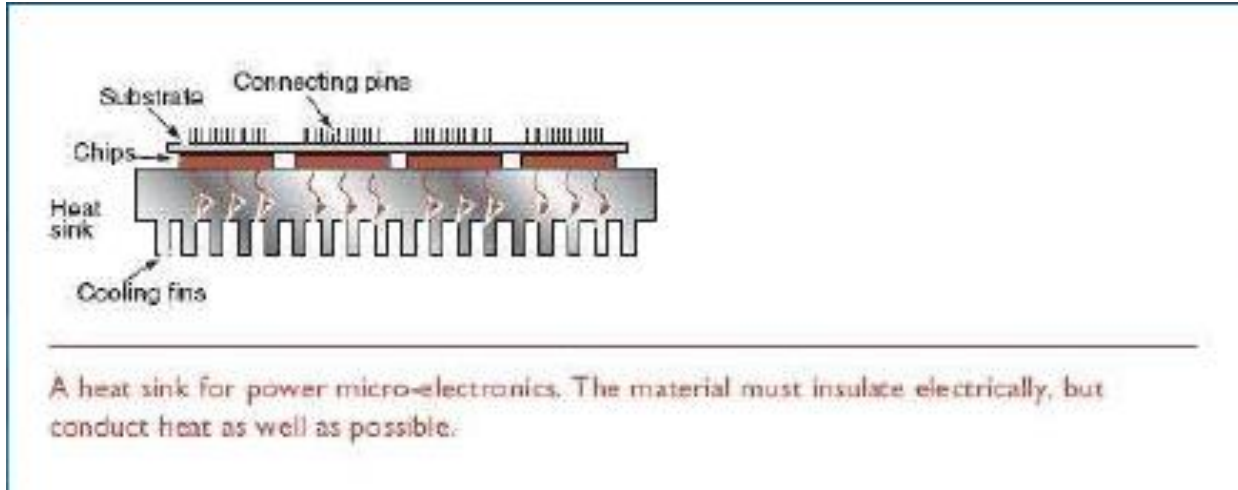 Connecting pins
Substrate
Chips
Heat
sink
Cooling fins
A heat sink for power micro-electronics. The material must insulate electrically, but
conduct heat as well as possible.